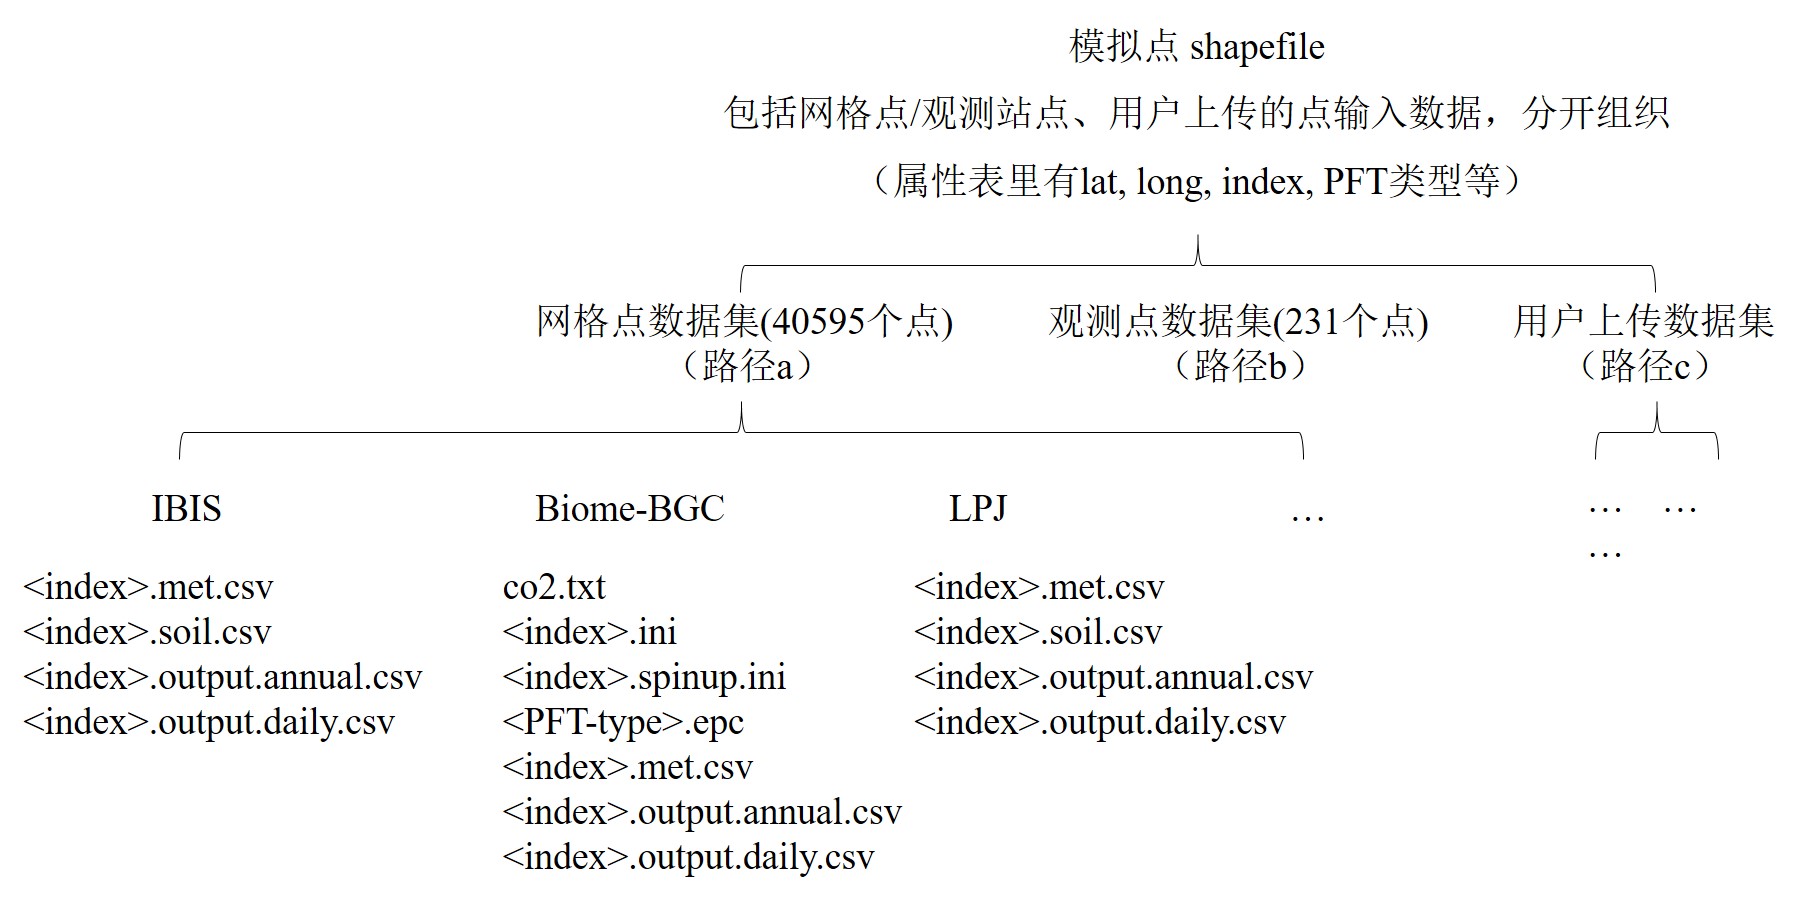 模拟点 shapefile
包括网格点/观测站点、用户上传的点输入数据，分开组织
（属性表里有lat, long, index, PFT类型等）
网格点数据集(40595个点)
（路径a）
观测点数据集(231个点)
（路径b）
用户上传数据集
（路径c）
IBIS
<index>.met.csv
<index>.soil.csv
<index>.output.annual.csv
<index>.output.daily.csv
Biome-BGC
co2.txt
<index>.ini
<index>.spinup.ini
<PFT-type>.epc
<index>.met.csv
<index>.output.annual.csv
<index>.output.daily.csv
LPJ
<index>.met.csv
<index>.soil.csv
<index>.output.annual.csv
<index>.output.daily.csv
…
… …
…